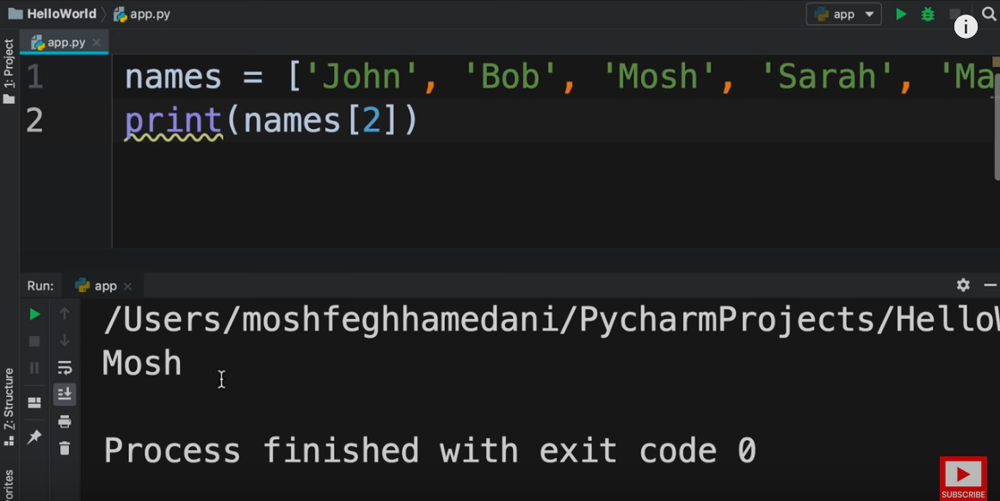 HelloWorld app.py
app
1: Project
app.py
1 names = ['John', 'Bob', 'Mosh', 'Sarah', 'Ma
2 print(names[2])
Run: app
/Users/moshfeghhamedani/PycharmProjects/HelloW
Mosh
Process finished with exit code 0
Z: Structure
orites
SUBSCRIBE